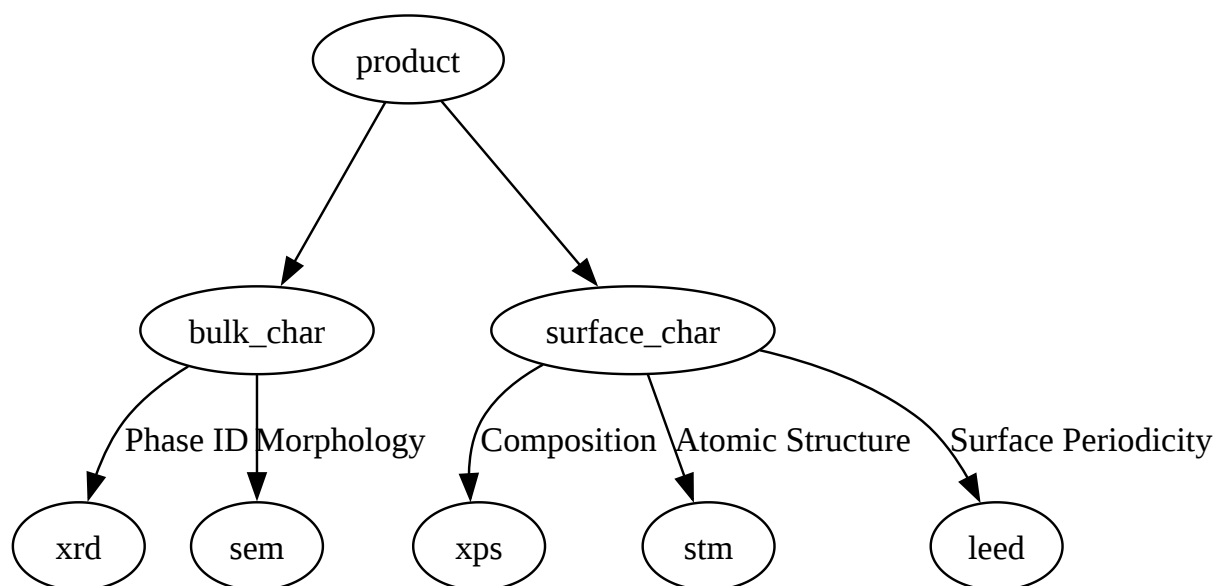 product
bulk_char
surface_char
Phase ID
Morphology
Composition
Atomic Structure
Surface Periodicity
xrd
sem
xps
stm
leed